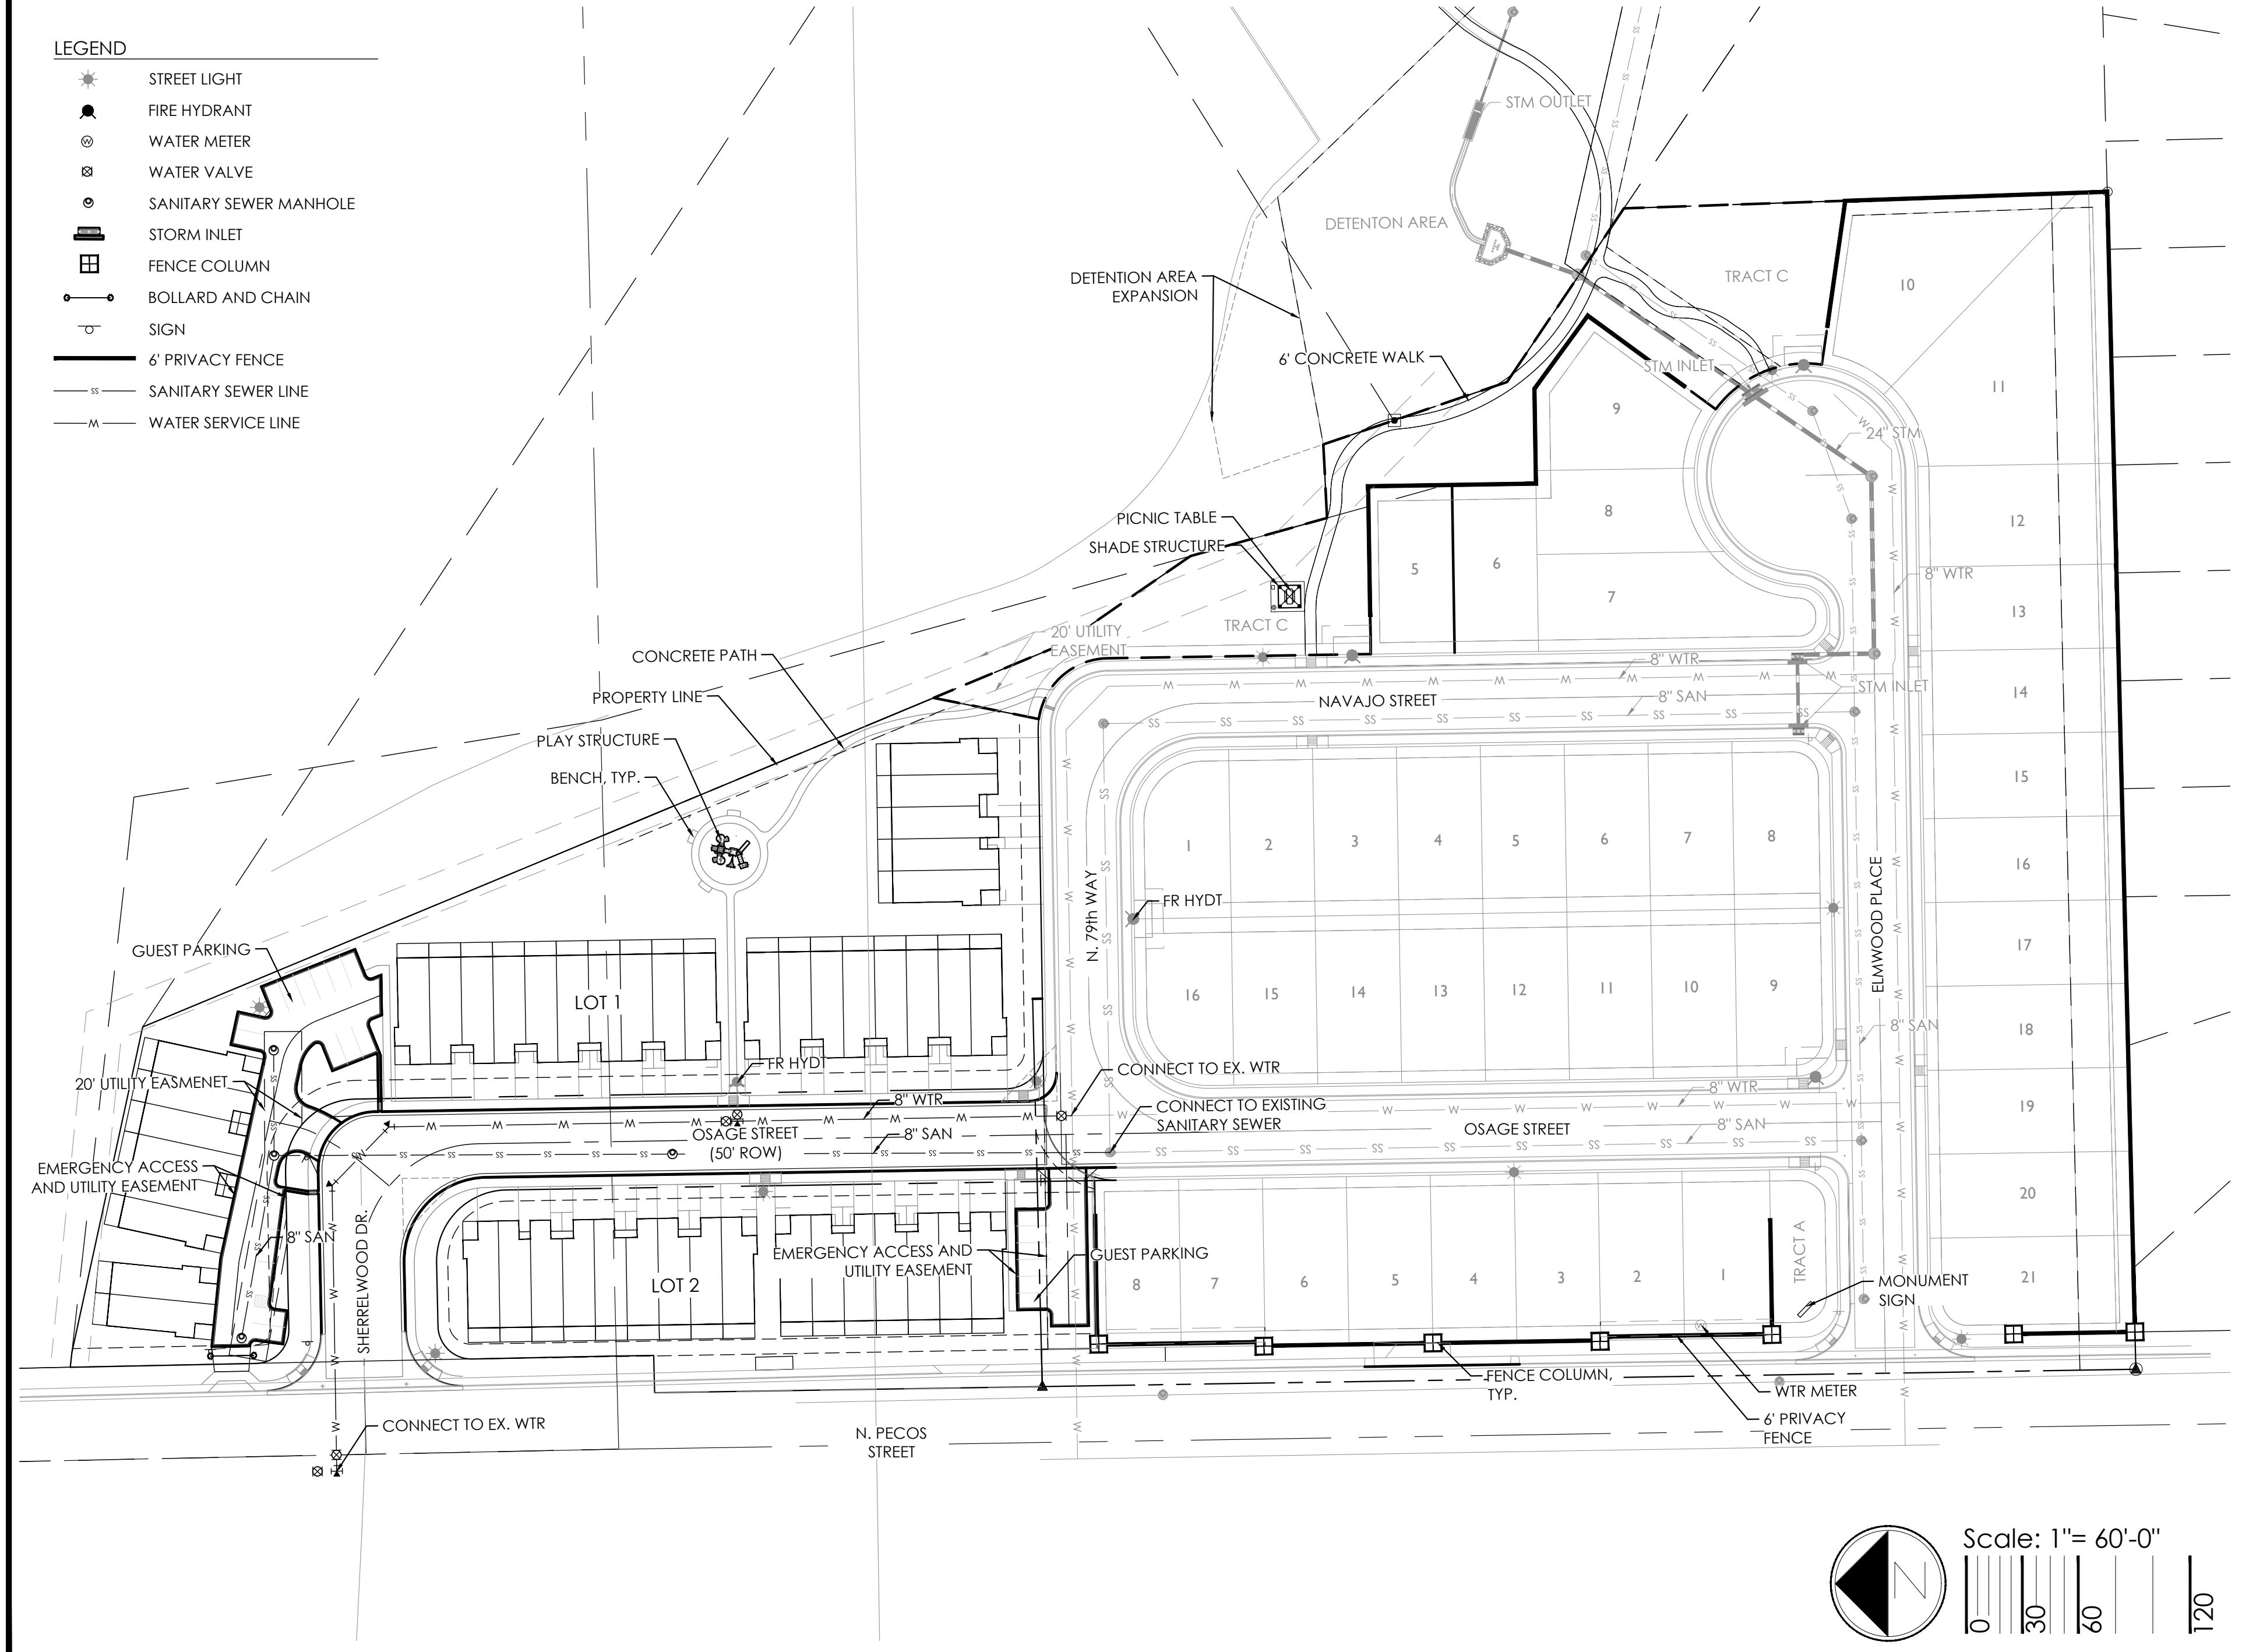 LEGEND
STREET LIGHT
FIRE HYDRANT
WATER METER
WATER VALVE
SANITARY SEWER MANHOLE
STORM INLET
FENCE COLUMN
BOLLARD AND CHAIN
SIGN
6' PRIVACY FENCE
SS SANITARY SEWER LINE
M WATER SERVICE LINE
STM OUTLET
DETENTON AREA
DETENTION AREA
EXPANSION
TRACT C
10
6' CONCRETE WALK
STM INLET
11
9
24" STM
PICNIC TABLE
SHADE STRUCTURE
8
12
5
6
8" WTR
7
13
TRACT C
20' UTILITY
EASEMENT
CONCRETE PATH
8" WTR
PROPERTY LINE
NAVAJO STREET
8" SAN
STM INLET
14
PLAY STRUCTURE
BENCH, TYP.
15
1
2
3
4
5
6
7
8
16
N. 79th WAY
ELMWOOD PLACE
FR HYDT
17
GUEST PARKING
LOT 1
16
15
14
13
12
11
10
9
18
8" SAN
FR HYDT
CONNECT TO EX. WTR
20' UTILITY EASMENET
8" WTR
8" WTR
CONNECT TO EXISTING
SANITARY SEWER
19
OSAGE STREET
(50' ROW)
8" SAN
OSAGE STREET
8" SAN
EMERGENCY ACCESS
AND UTILITY EASEMENT
20
8" SAN
SHERRELWOOD DR.
LOT 2
EMERGENCY ACCESS AND
UTILITY EASEMENT
GUEST PARKING
8
7
6
5
4
3
2
1
TRACT A
MONUMENT
SIGN
21
FENCE COLUMN,
TYP.
WTR METER
6' PRIVACY
FENCE
CONNECT TO EX. WTR
N. PECOS
STREET
N
Scale: 1"= 60'-0"
0
30
60
120